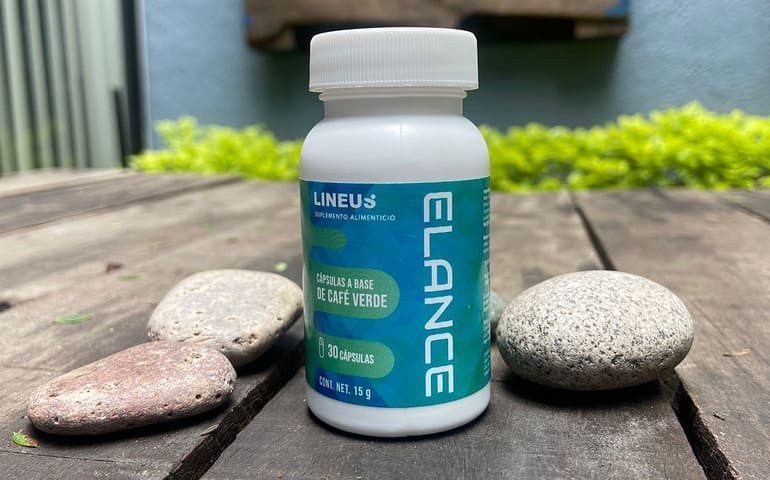 LINEUS
SUPLEMENTO ALIMENTICIO
CÁPSULAS A BASE
DE CAFÉ VERDE
30 CÁPSULAS
CONT. NET. 15 g
ELANCE